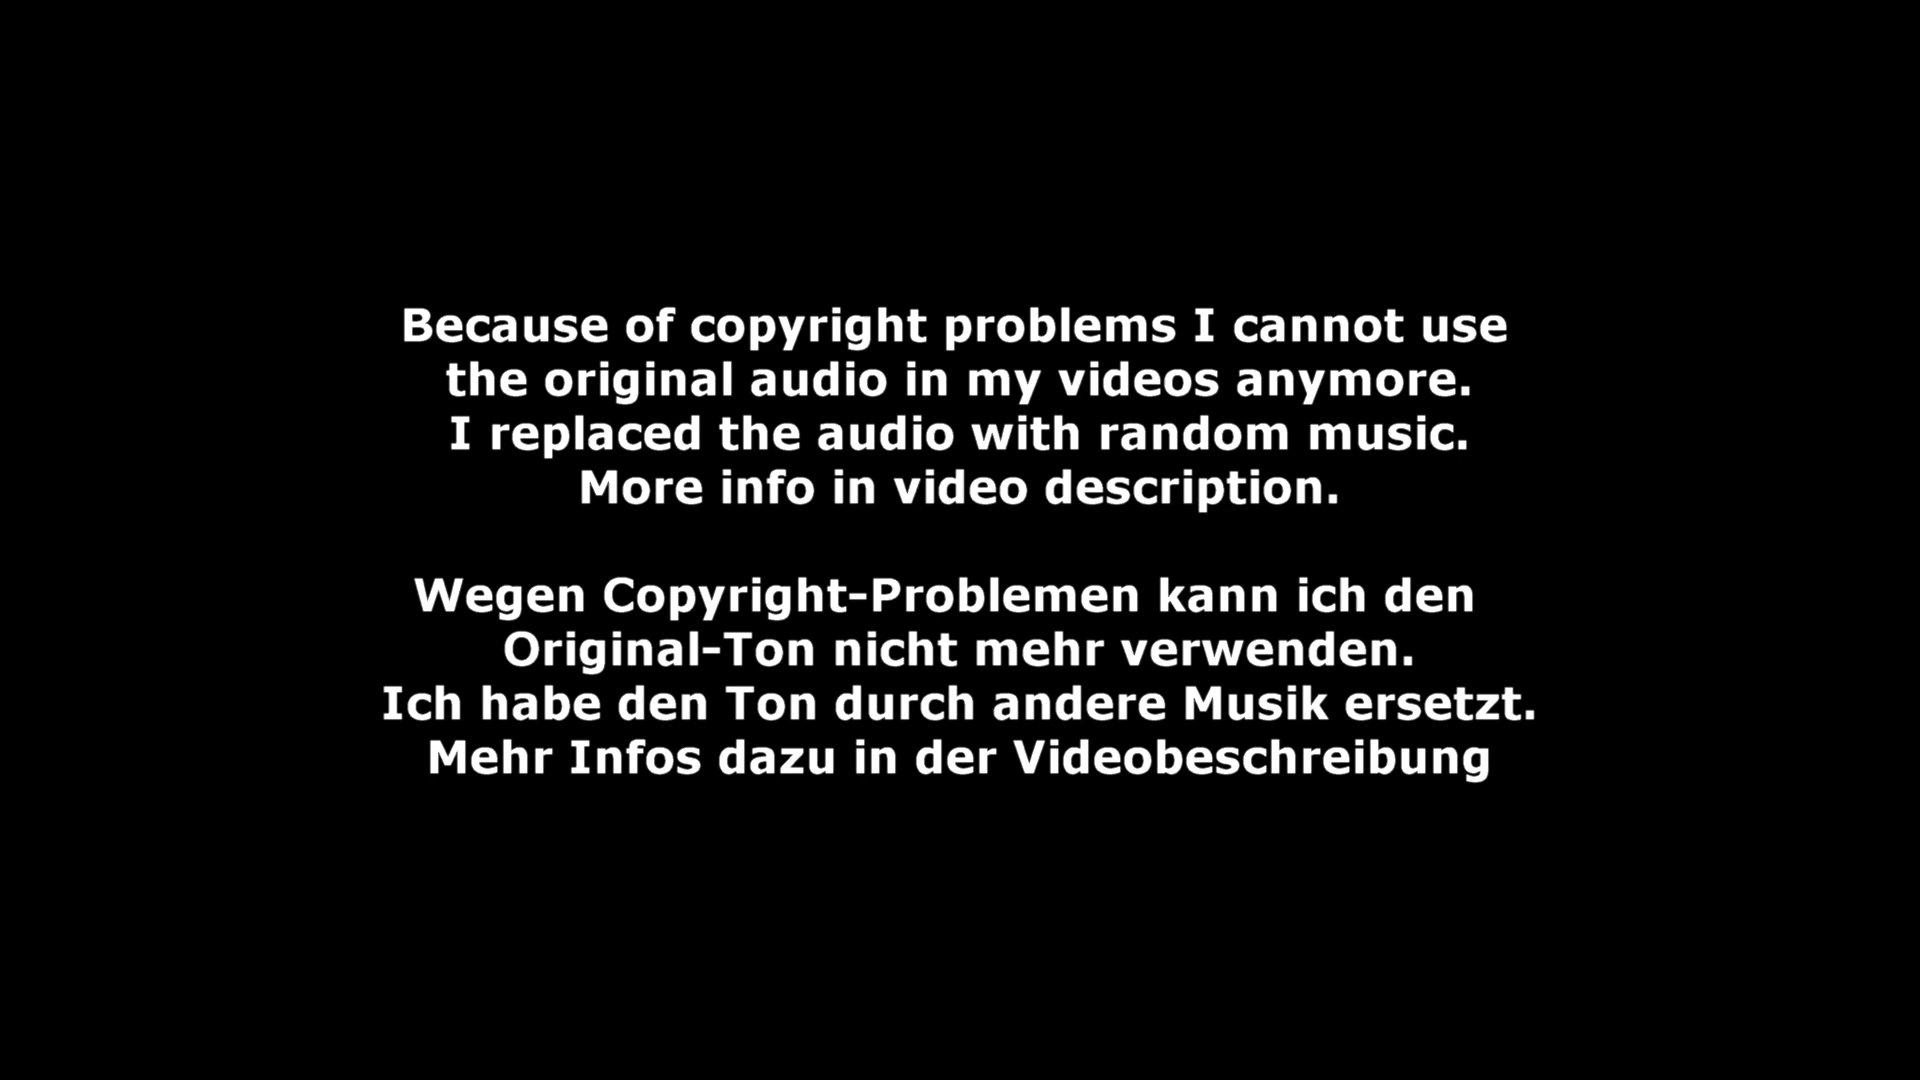 Because of copyright problems I cannot use
the original audio in my videos anymore.
I replaced the audio with random music.
More info in video description.
Wegen Copyright-Problemen kann ich den
Original-Ton nicht mehr verwenden.
Ich habe den Ton durch andere Musik ersetzt.
Mehr Infos dazu in der Videobeschreibung